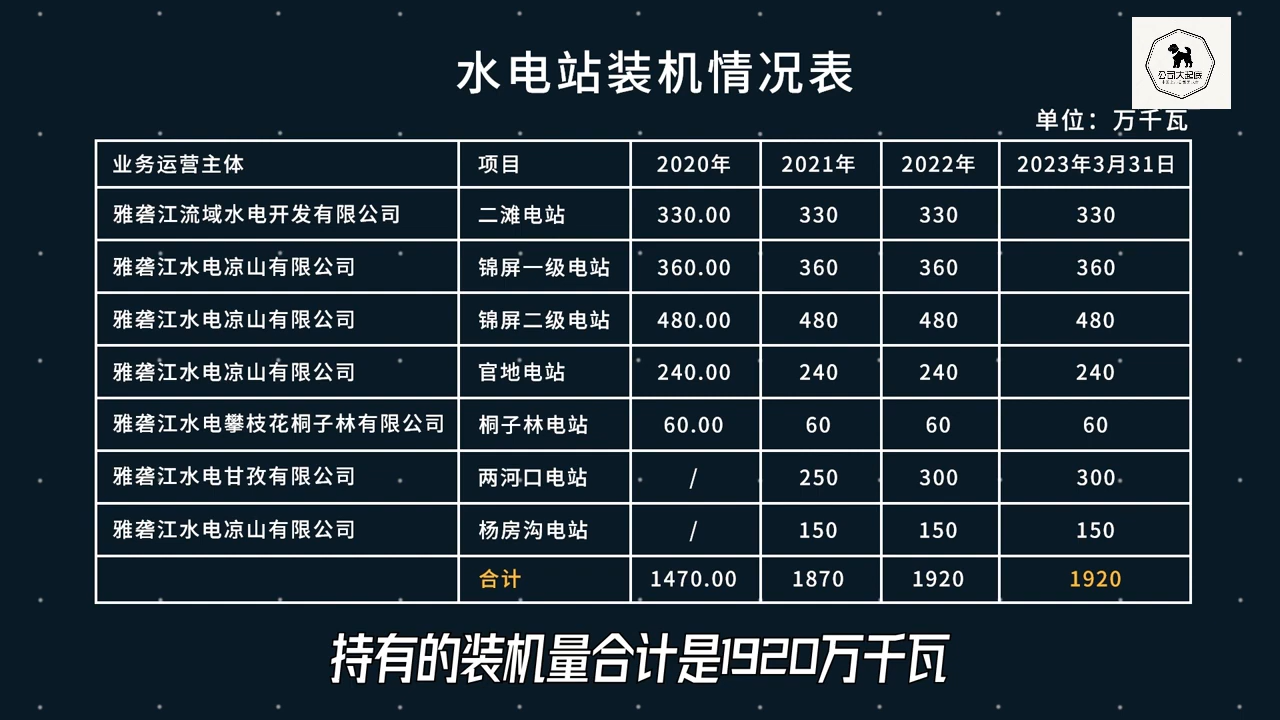 水电站装机情况表
公司大起底
单位：万千瓦
业务运营主体 项目 2020年 2021年 2022年 2023年3月31日
雅砻江流域水电开发有限公司 二滩电站 330.00 330 330 330
雅砻江水电凉山有限公司 锦屏一级电站 360.00 360 360 360
雅砻江水电凉山有限公司 锦屏二级电站 480.00 480 480 480
雅砻江水电凉山有限公司 官地电站 240.00 240 240 240
雅砻江水电攀枝花桐子林有限公司 桐子林电站 60.00 60 60 60
雅砻江水电甘孜有限公司 两河口电站 / 250 300 300
雅砻江水电凉山有限公司 杨房沟电站 / 150 150 150
合计 1470.00 1870 1920 1920
持有的装机量合计是1920万千瓦